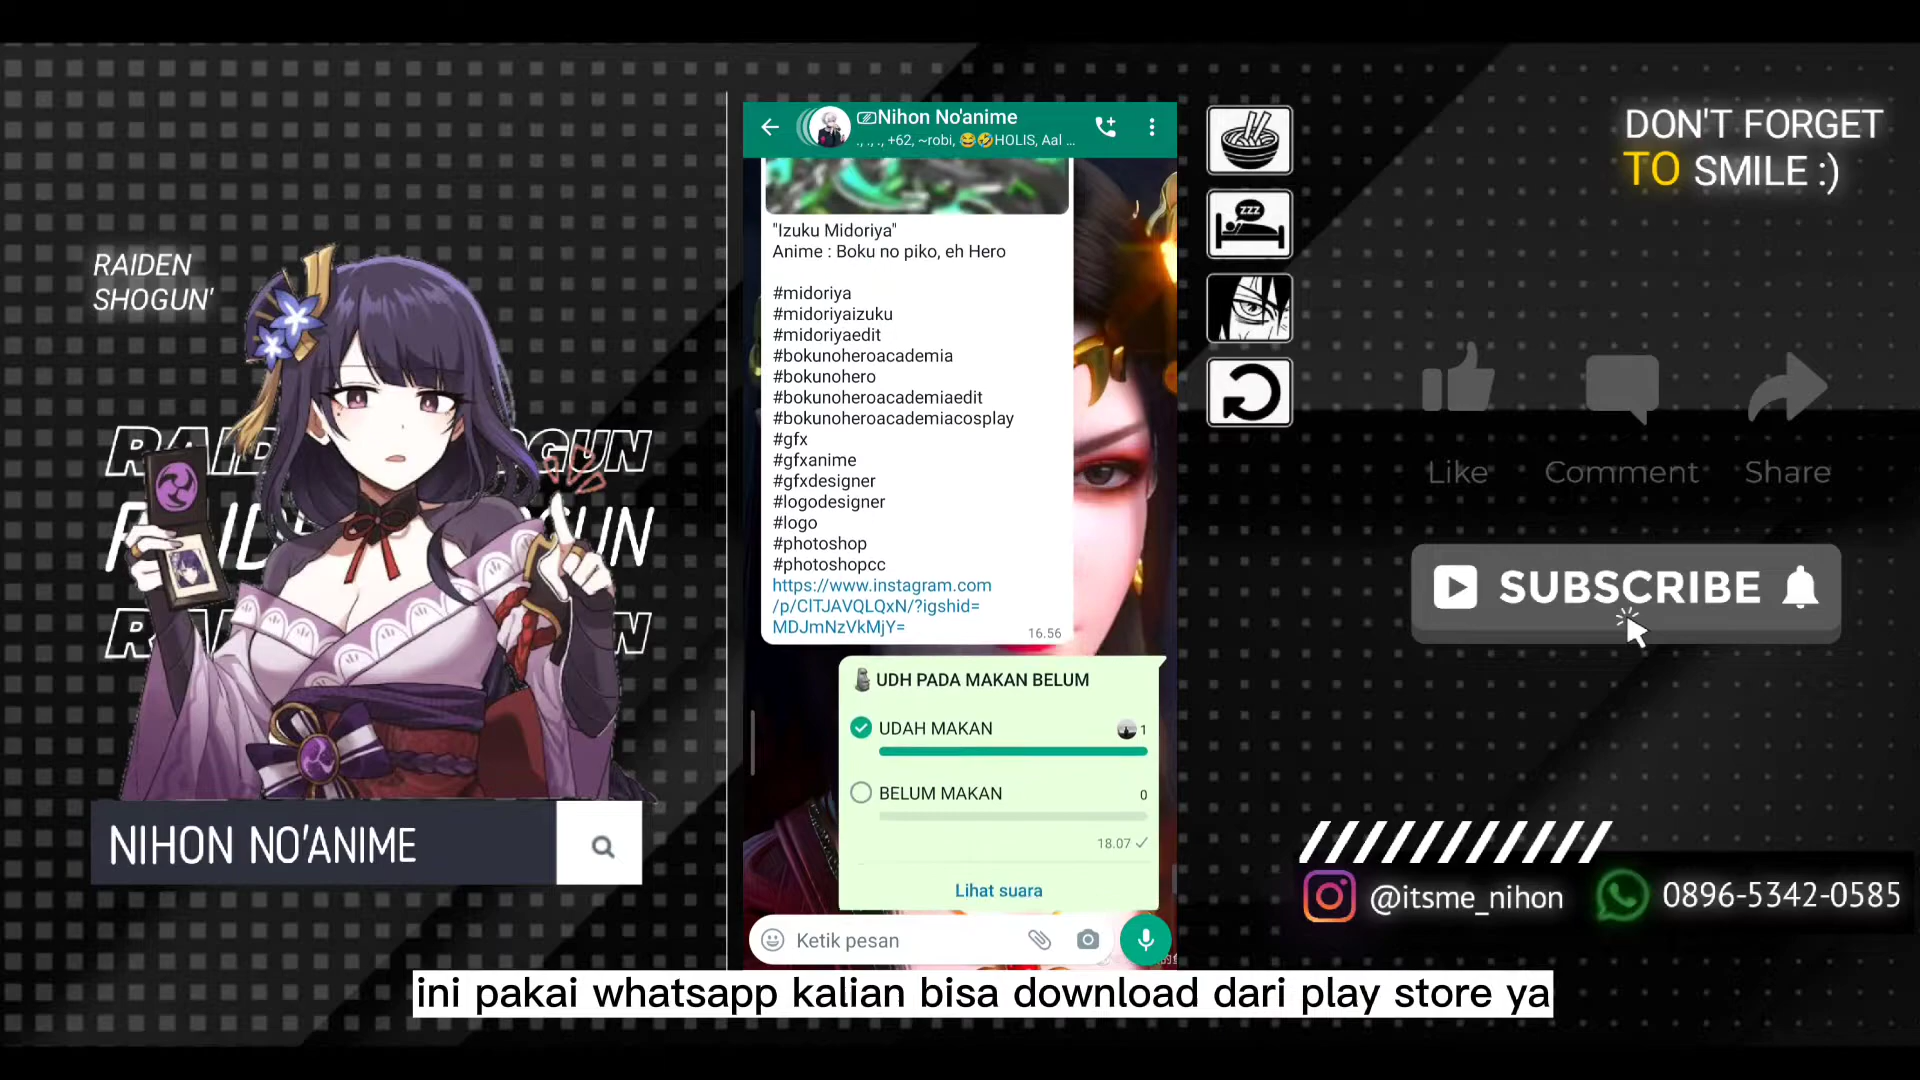 DON'T FORGET
TO SMILE :)
RAIDEN
SHOGUN'
NIHON NO'ANIME
Nihon No'anime
., ., ., +62, ~robi, 😂🤣HOLIS, Aal ...
"Izuku Midoriya"
Anime : Boku no piko, eh Hero
#midoriya
#midoriyaizuku
#midoriyaedit
#bokunoheroacademia
#bokunohero
#bokunoheroacademiaedit
#bokunoheroacademiacosplay
#gfx
#gfxanime
#gfxdesigner
#logodesigner
#logo
#photoshop
#photoshopcc
https://www.instagram.com
/p/ClTJAVQLQxN/?igshid=
MDJmNzVkMjY=
16.56
🗿 UDH PADA MAKAN BELUM
UDAH MAKAN 1
BELUM MAKAN 0
18.07
Lihat suara
Ketik pesan
zzz
Like Comment Share
SUBSCRIBE
@itsme_nihon 0896-5342-0585
ini pakai whatsapp kalian bisa download dari play store ya